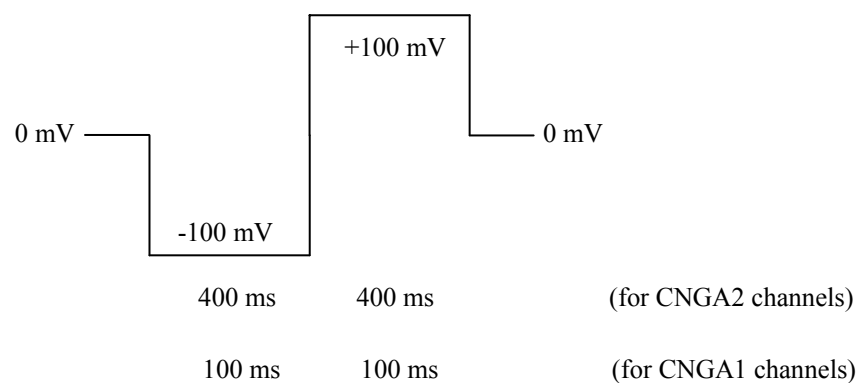 +100 mV
0 mV 0 mV
-100 mV
400 ms 400 ms (for CNGA2 channels)
100 ms 100 ms (for CNGA1 channels)